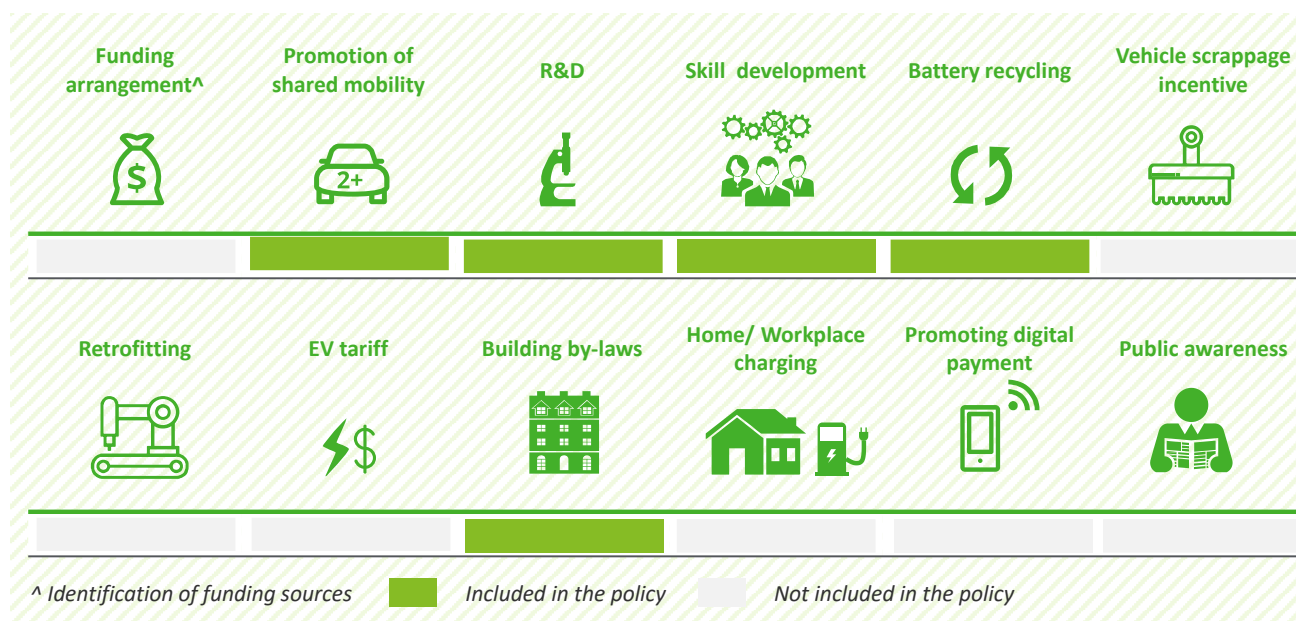 Funding
arrangement^
Promotion of
shared mobility
R&D
Skill development
Battery recycling
Vehicle scrappage
incentive
$
2+
Retrofitting
EV tariff
Building by-laws
Home/ Workplace
charging
Promoting digital
payment
Public awareness
$
^ Identification of funding sources
Included in the policy
Not included in the policy